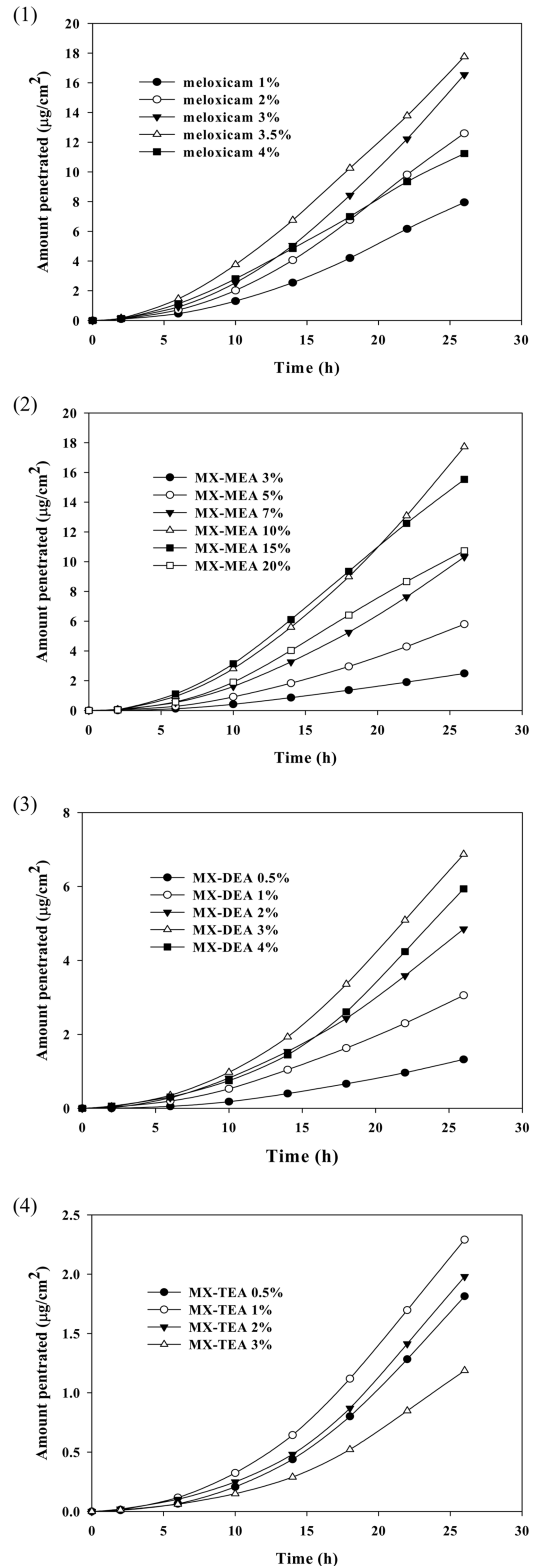 (1)
20
18
16
14
12
10
8
6
4
2
0
Amount penetrated (μg/cm²)
meloxicam 1%
meloxicam 2%
meloxicam 3%
meloxicam 3.5%
meloxicam 4%
0 5 10 15 20 25 30
Time (h)
(2)
20
18
16
14
12
10
8
6
4
2
0
Amount penetrated (μg/cm²)
MX-MEA 3%
MX-MEA 5%
MX-MEA 7%
MX-MEA 10%
MX-MEA 15%
MX-MEA 20%
0 5 10 15 20 25 30
Time (h)
(3)
8
6
4
2
0
Amount penetrated (μg/cm²)
MX-DEA 0.5%
MX-DEA 1%
MX-DEA 2%
MX-DEA 3%
MX-DEA 4%
0 5 10 15 20 25 30
Time (h)
(4)
2.5
2.0
1.5
1.0
0.5
0.0
Amount pentrated (μg/cm²)
MX-TEA 0.5%
MX-TEA 1%
MX-TEA 2%
MX-TEA 3%
0 5 10 15 20 25 30
Time (h)